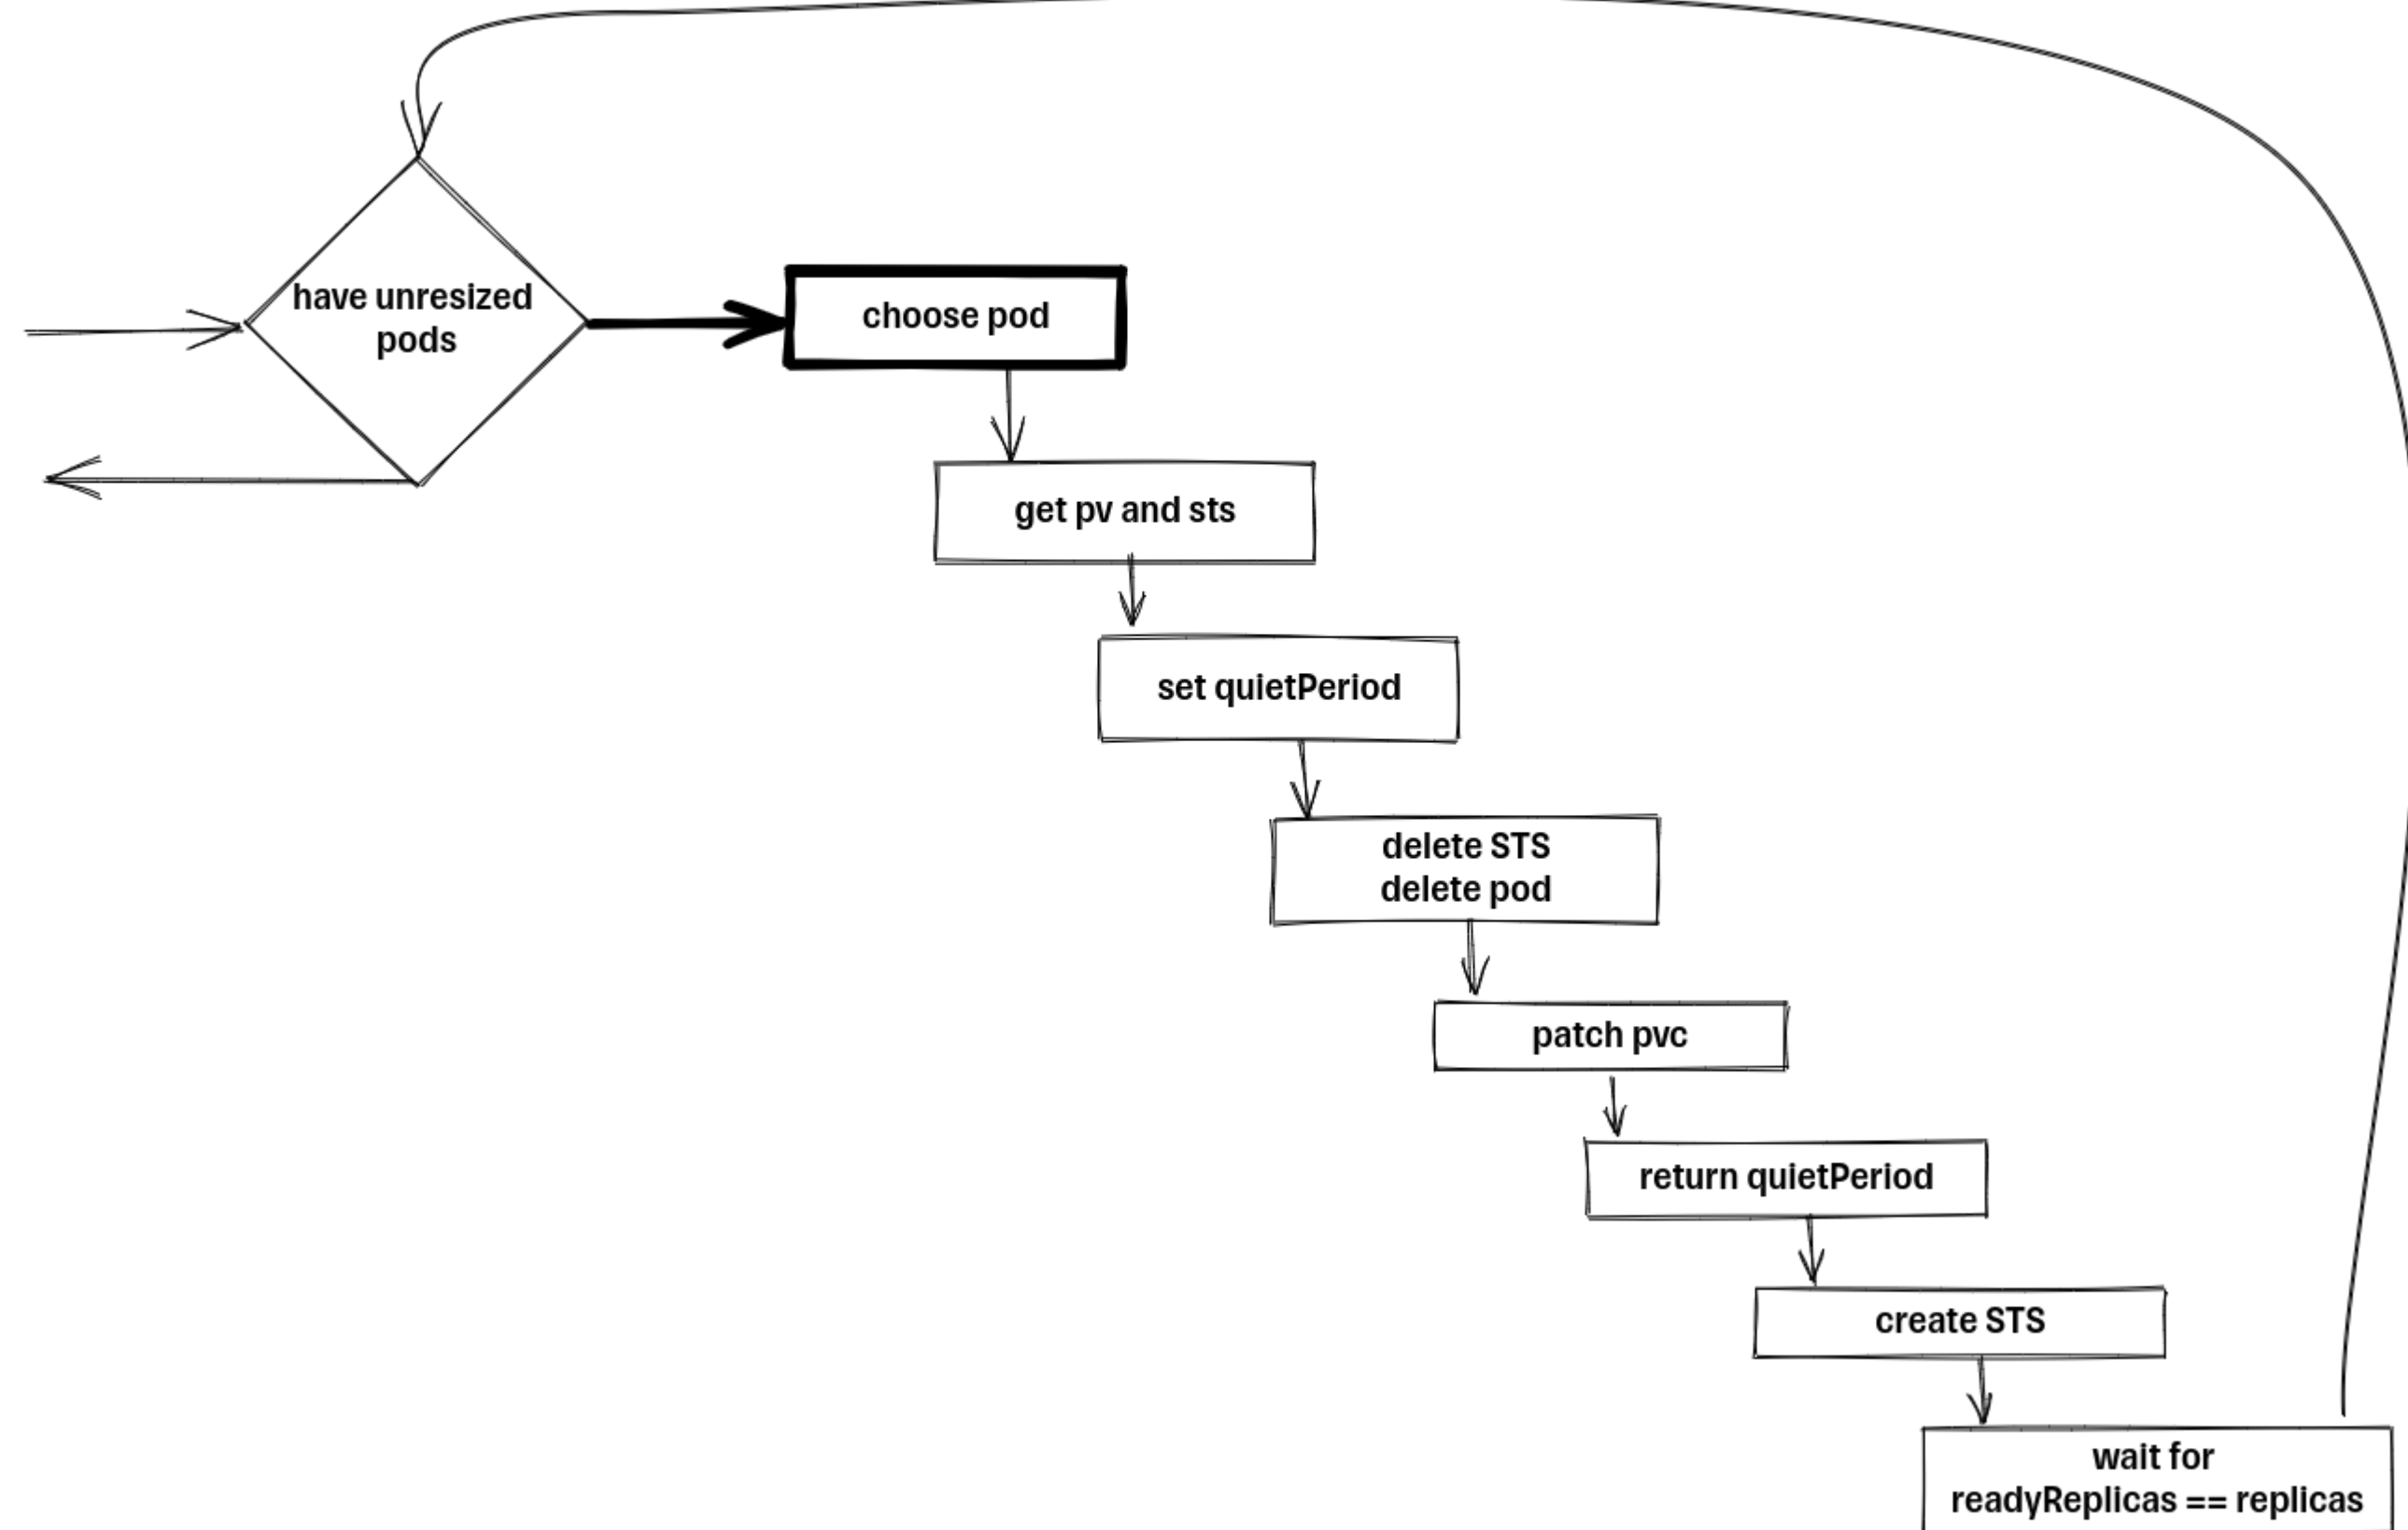 have unresized
pods
choose pod
get pv and sts
set quietPeriod
delete STS
delete pod
patch pvc
return quietPeriod
create STS
wait for
readyReplicas == replicas